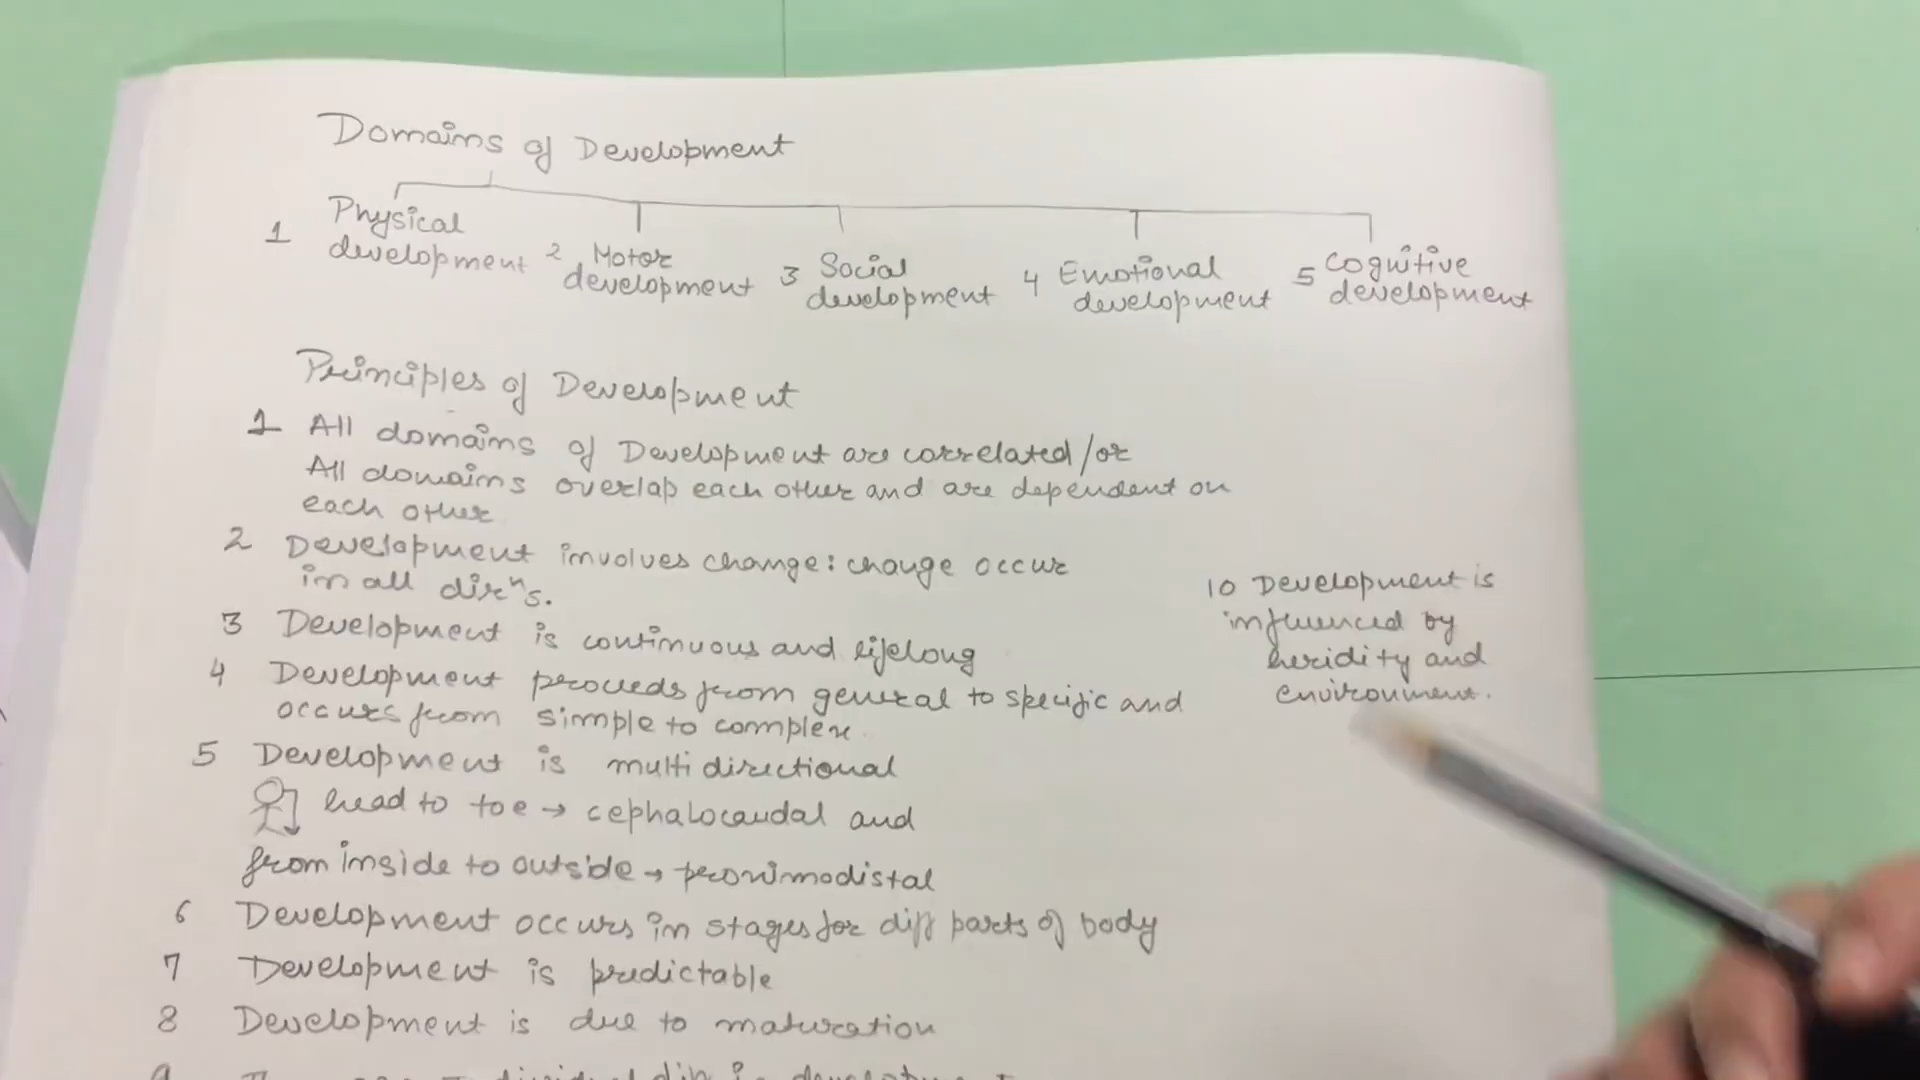 Domains of Development
1 Physical development
2 Motor development
3 Social development
4 Emotional development
5 Cognitive development
Principles of Development
1 All domains of Development are correlated/or
All domains overlap each other and are dependent on
each other
2 Development involves change: change occur
in all dirⁿs.
3 Development is continuous and lifelong
4 Development proceeds from general to specific and
occurs from simple to complex
5 Development is multidirectional
head to toe → cephalocaudal and
from inside to outside → proximodistal
6 Development occurs in stages for diff parts of body
7 Development is predictable
8 Development is due to maturation
9
10 Development is
influenced by
heridity and
environment.